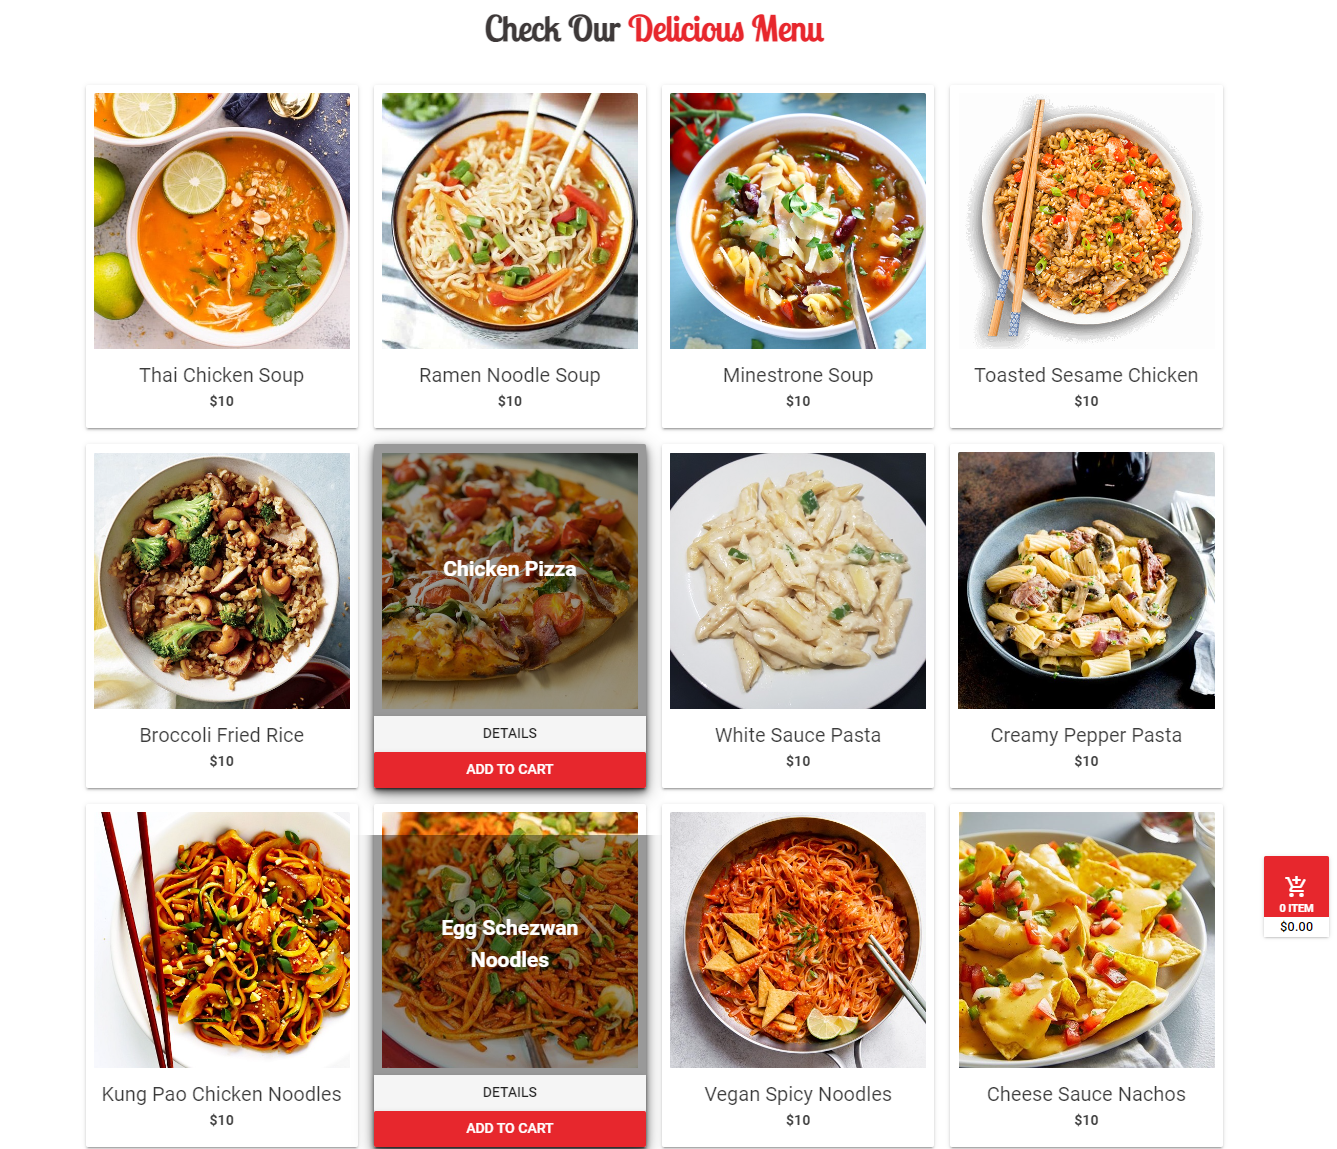 Check Our Delicious Menu
Thai Chicken Soup
$10
Ramen Noodle Soup
$10
Minestrone Soup
$10
Toasted Sesame Chicken
$10
Broccoli Fried Rice
$10
Chicken Pizza
DETAILS
ADD TO CART
White Sauce Pasta
$10
Creamy Pepper Pasta
$10
Kung Pao Chicken Noodles
$10
Egg Schezwan
Noodles
DETAILS
ADD TO CART
Vegan Spicy Noodles
$10
Cheese Sauce Nachos
$10
0 ITEM
$0.00